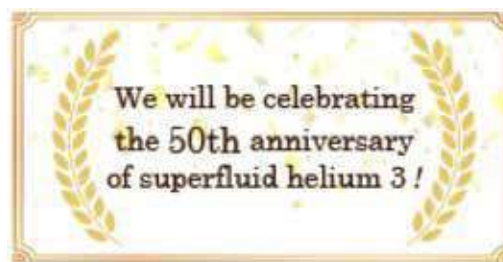 We will be celebrating
the 50th anniversary
of superfluid helium 3 !